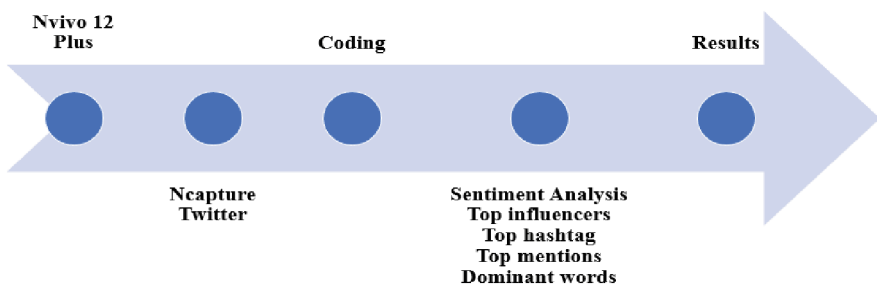 Nvivo 12
Plus
Coding
Results
Ncapture
Twitter
Sentiment Analysis
Top influencers
Top hashtag
Top mentions
Dominant words